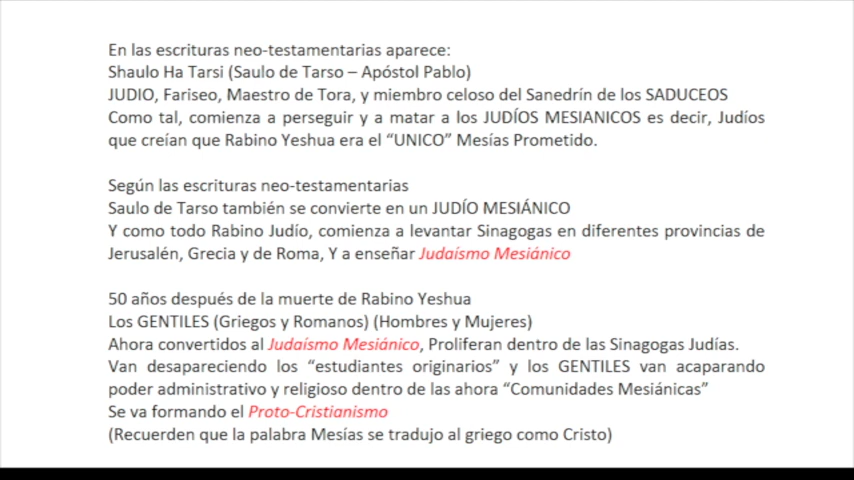 En las escrituras neo-testamentarias aparece:
Shaulo Ha Tarsi (Saulo de Tarso – Apóstol Pablo)
JUDIO, Fariseo, Maestro de Tora, y miembro celoso del Sanedrín de los SADUCEOS
Como tal, comienza a perseguir y a matar a los JUDÍOS MESIANICOS es decir, Judíos
que creían que Rabino Yeshua era el “UNICO” Mesías Prometido.
Según las escrituras neo-testamentarias
Saulo de Tarso también se convierte en un JUDÍO MESIÁNICO
Y como todo Rabino Judío, comienza a levantar Sinagogas en diferentes provincias de
Jerusalén, Grecia y de Roma, Y a enseñar Judaísmo Mesiánico
50 años después de la muerte de Rabino Yeshua
Los GENTILES (Griegos y Romanos) (Hombres y Mujeres)
Ahora convertidos al Judaísmo Mesiánico, Proliferan dentro de las Sinagogas Judías.
Van desapareciendo los “estudiantes originarios” y los GENTILES van acaparando
poder administrativo y religioso dentro de las ahora “Comunidades Mesiánicas”
Se va formando el Proto-Cristianismo
(Recuerden que la palabra Mesías se tradujo al griego como Cristo)